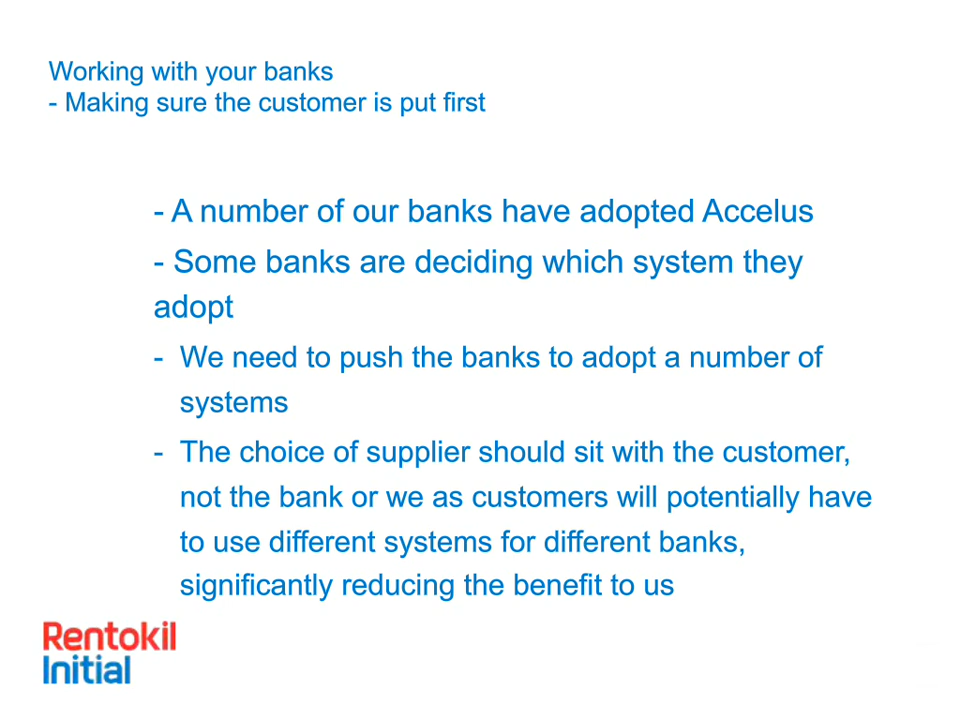 Working with your banks
- Making sure the customer is put first
- A number of our banks have adopted Accelus
- Some banks are deciding which system they
adopt
- We need to push the banks to adopt a number of
systems
- The choice of supplier should sit with the customer,
not the bank or we as customers will potentially have
to use different systems for different banks,
significantly reducing the benefit to us
Rentokil
Initial